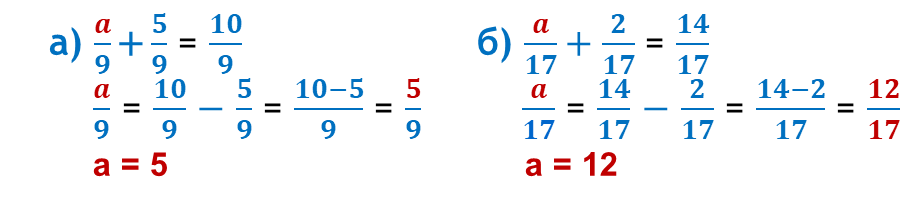 а) a/9 + 5/9 = 10/9
a/9 = 10/9 − 5/9 = 10−5/9 = 5/9
а = 5
б) a/17 + 2/17 = 14/17
a/17 = 14/17 − 2/17 = 14−2/17 = 12/17
а = 12